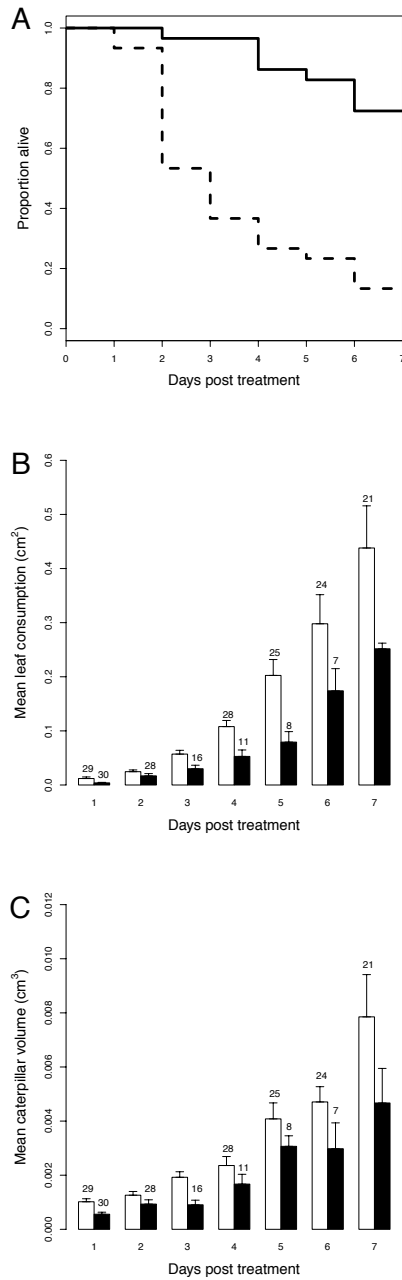 A
Proportion alive
1.0
0.8
0.6
0.4
0.2
0.0
0 1 2 3 4 5 6 7
Days post treatment
B
Mean leaf consumption (cm²)
0.6
0.5
0.4
0.3
0.2
0.1
0.0
29 30 28 16 28 11 25 8 24 7 21
1 2 3 4 5 6 7
Days post treatment
C
Mean caterpillar volume (cm³)
0.012
0.010
0.008
0.006
0.004
0.002
0.000
29 30 28 16 28 11 25 8 24 7 21
1 2 3 4 5 6 7
Days post treatment